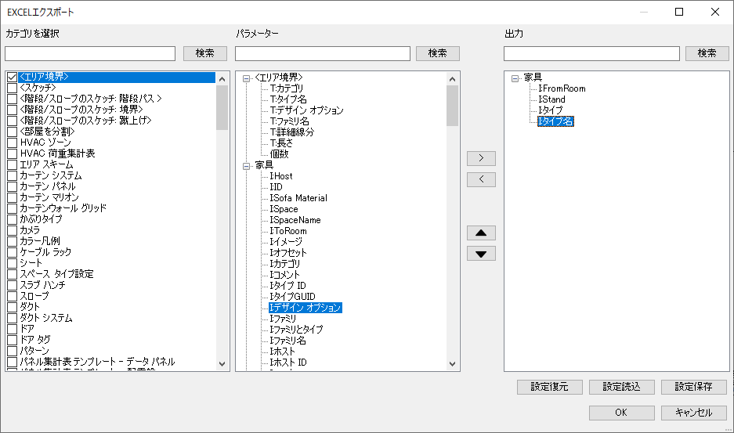 EXCELエクスポート
カテゴリを選択
検索
<エリア境界>
<スケッチ>
<階段/スロープのスケッチ: 階段パス >
<階段/スロープのスケッチ: 境界>
<階段/スロープのスケッチ: 蹴上げ>
<部屋を分割>
HVAC ゾーン
HVAC 荷重集計表
エリア スキーム
カーテン システム
カーテン パネル
カーテン マリオン
カーテンウォール グリッド
かぶりタイプ
カメラ
カラー凡例
ケーブル ラック
シート
スペース タイプ設定
スラブ ハンチ
スロープ
ダクト
ダクト システム
ドア
ドア タグ
パターン
パネル集計表テンプレート - データ パネル
パラメーター
検索
<エリア境界>
T:カテゴリ
T:タイプ名
T:デザイン オプション
T:ファミリ名
T:詳細線分
T:長さ
個数
家具
I:Host
I:ID
I:Sofa Material
I:Space
I:SpaceName
I:ToRoom
I:イメージ
I:オフセット
I:カテゴリ
I:コメント
I:タイプ ID
I:タイプGUID
I:デザイン オプション
I:ファミリ
I:ファミリとタイプ
I:ファミリ名
I:ホスト
I:ホスト ID
>
<
▲
▼
出力
検索
家具
I:FromRoom
I:Stand
I:タイプ
I:タイプ名
設定復元
設定読込
設定保存
OK
キャンセル